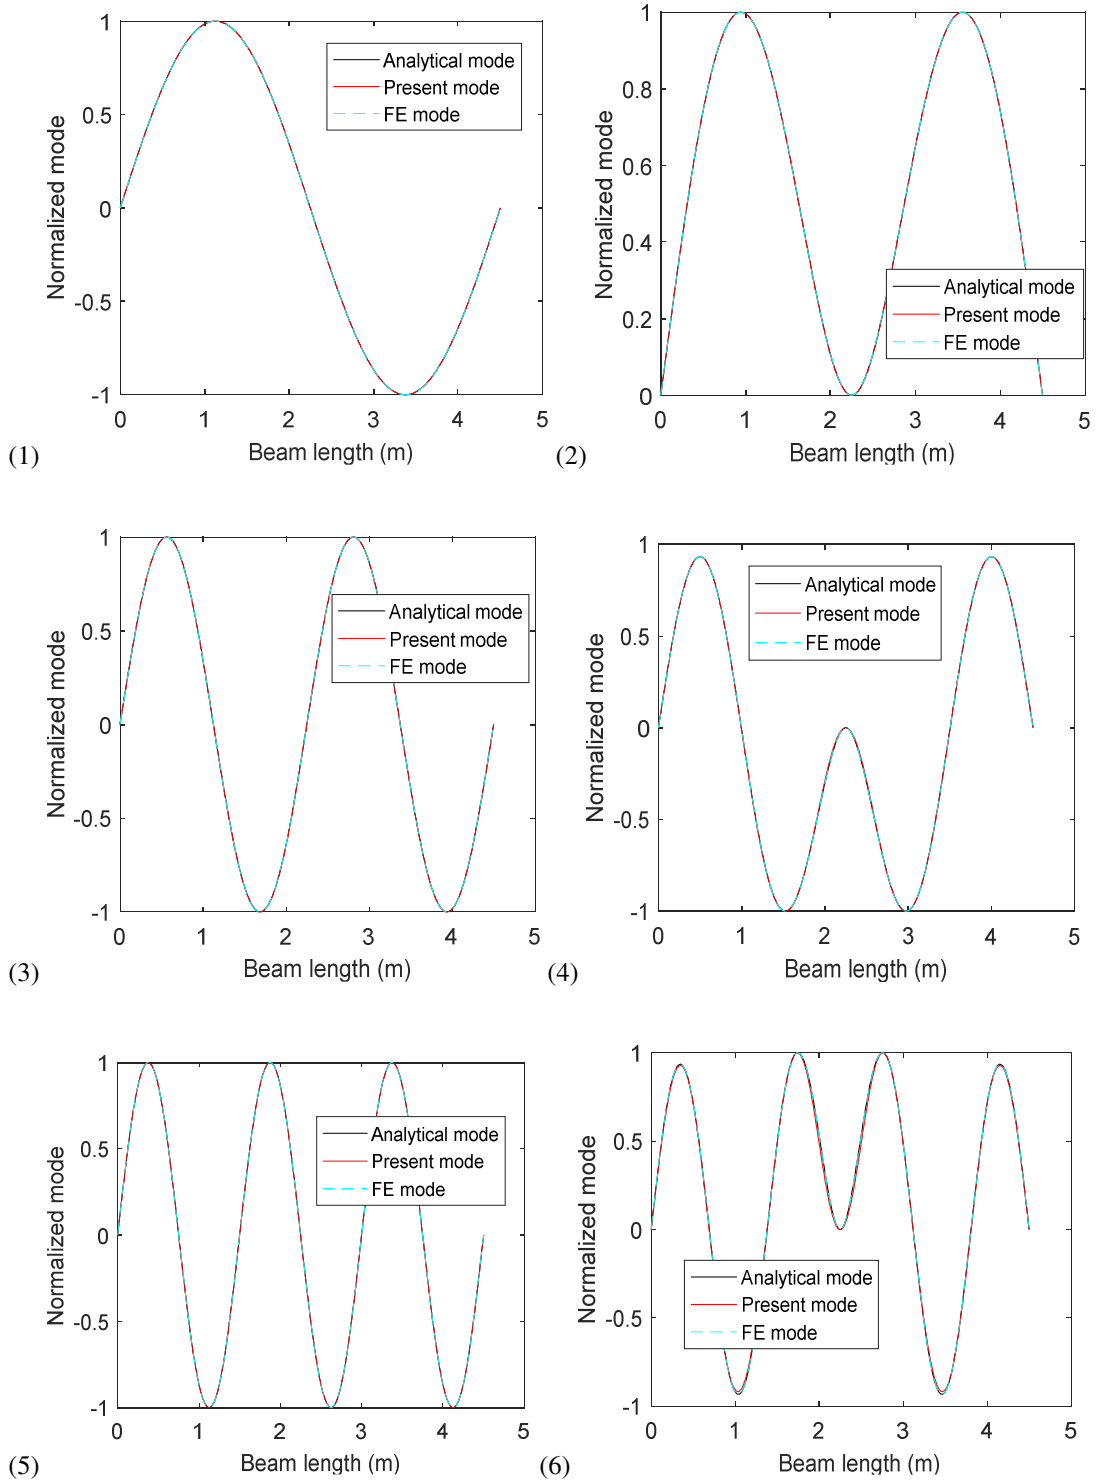 1
0.5
0
-0.5
-1
Normalized mode
Analytical mode
Present mode
FE mode
0 1 2 3 4 5
Beam length (m)
(1)
1
0.8
0.6
0.4
0.2
0
Normalized mode
Analytical mode
Present mode
FE mode
0 1 2 3 4 5
Beam length (m)
(2)
1
0.5
0
-0.5
-1
Normalized mode
Analytical mode
Present mode
FE mode
0 1 2 3 4 5
Beam length (m)
(3)
1
0.5
0
-0.5
-1
Normalized mode
Analytical mode
Present mode
FE mode
0 1 2 3 4 5
Beam length (m)
(4)
1
0.5
0
-0.5
-1
Normalized mode
Analytical mode
Present mode
FE mode
0 1 2 3 4 5
Beam length (m)
(5)
1
0.5
0
-0.5
-1
Normalized mode
Analytical mode
Present mode
FE mode
0 1 2 3 4 5
Beam length (m)
(6)